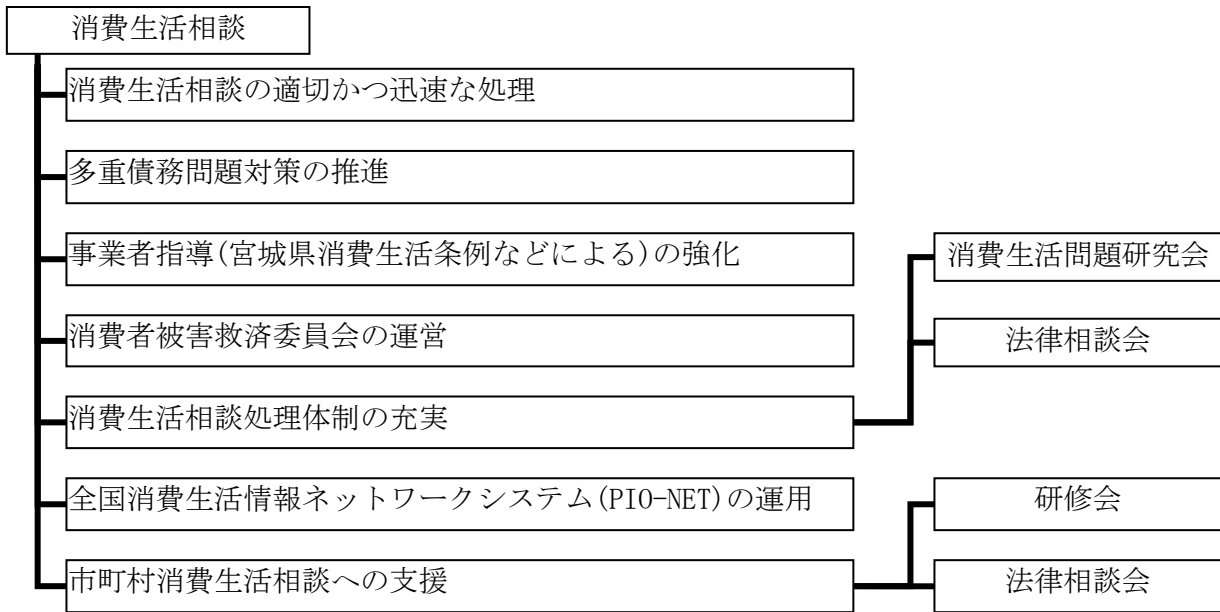 消費生活相談
消費生活相談の適切かつ迅速な処理
多重債務問題対策の推進
事業者指導(宮城県消費生活条例などによる)の強化
消費生活問題研究会
消費者被害救済委員会の運営
法律相談会
消費生活相談処理体制の充実
全国消費生活情報ネットワークシステム(PIO-NET)の運用
研修会
市町村消費生活相談への支援
法律相談会